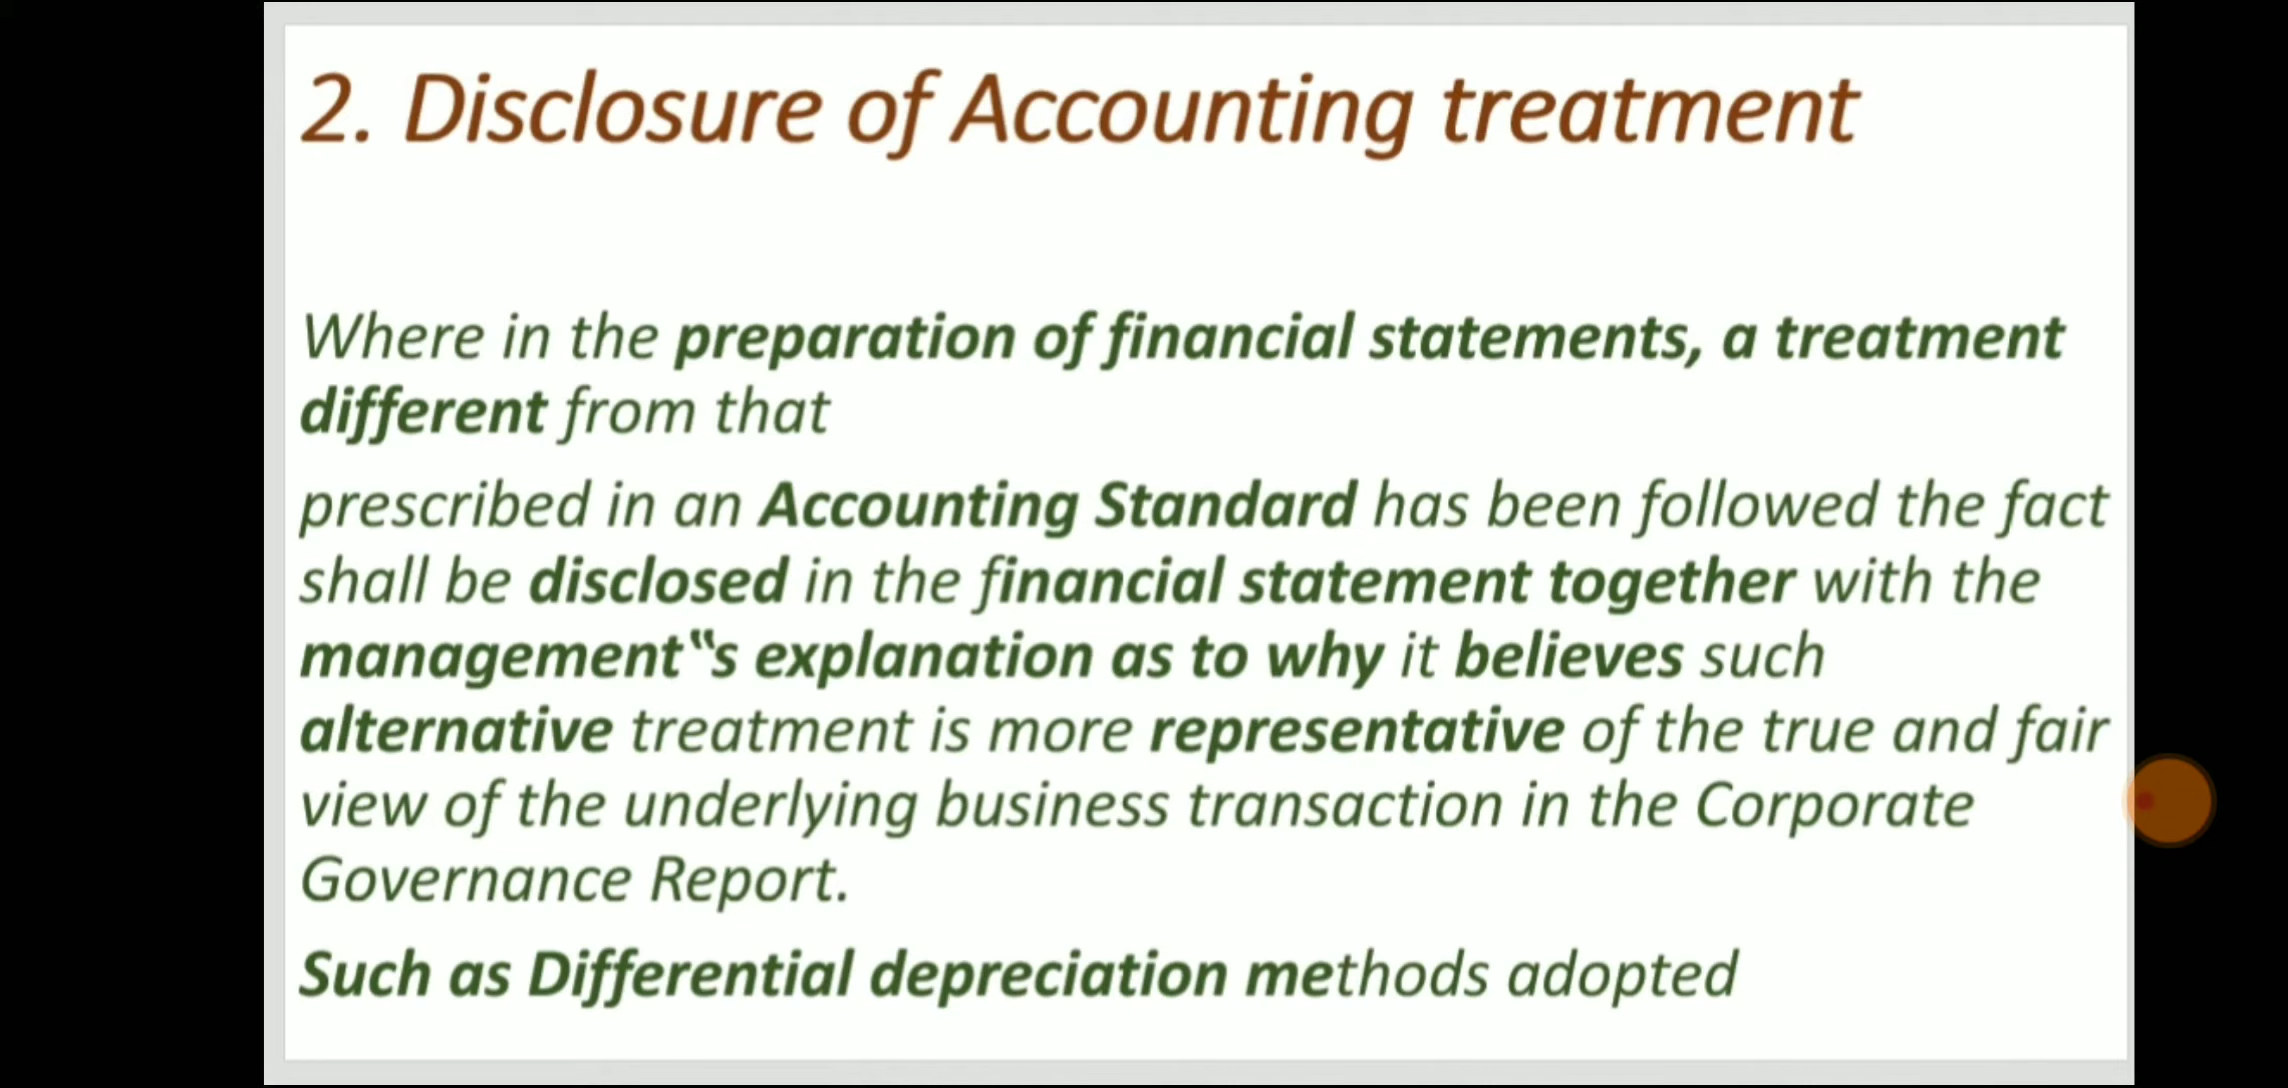 2. Disclosure of Accounting treatment
Where in the preparation of financial statements, a treatment
different from that
prescribed in an Accounting Standard has been followed the fact
shall be disclosed in the financial statement together with the
management‟s explanation as to why it believes such
alternative treatment is more representative of the true and fair
view of the underlying business transaction in the Corporate
Governance Report.
Such as Differential depreciation methods adopted